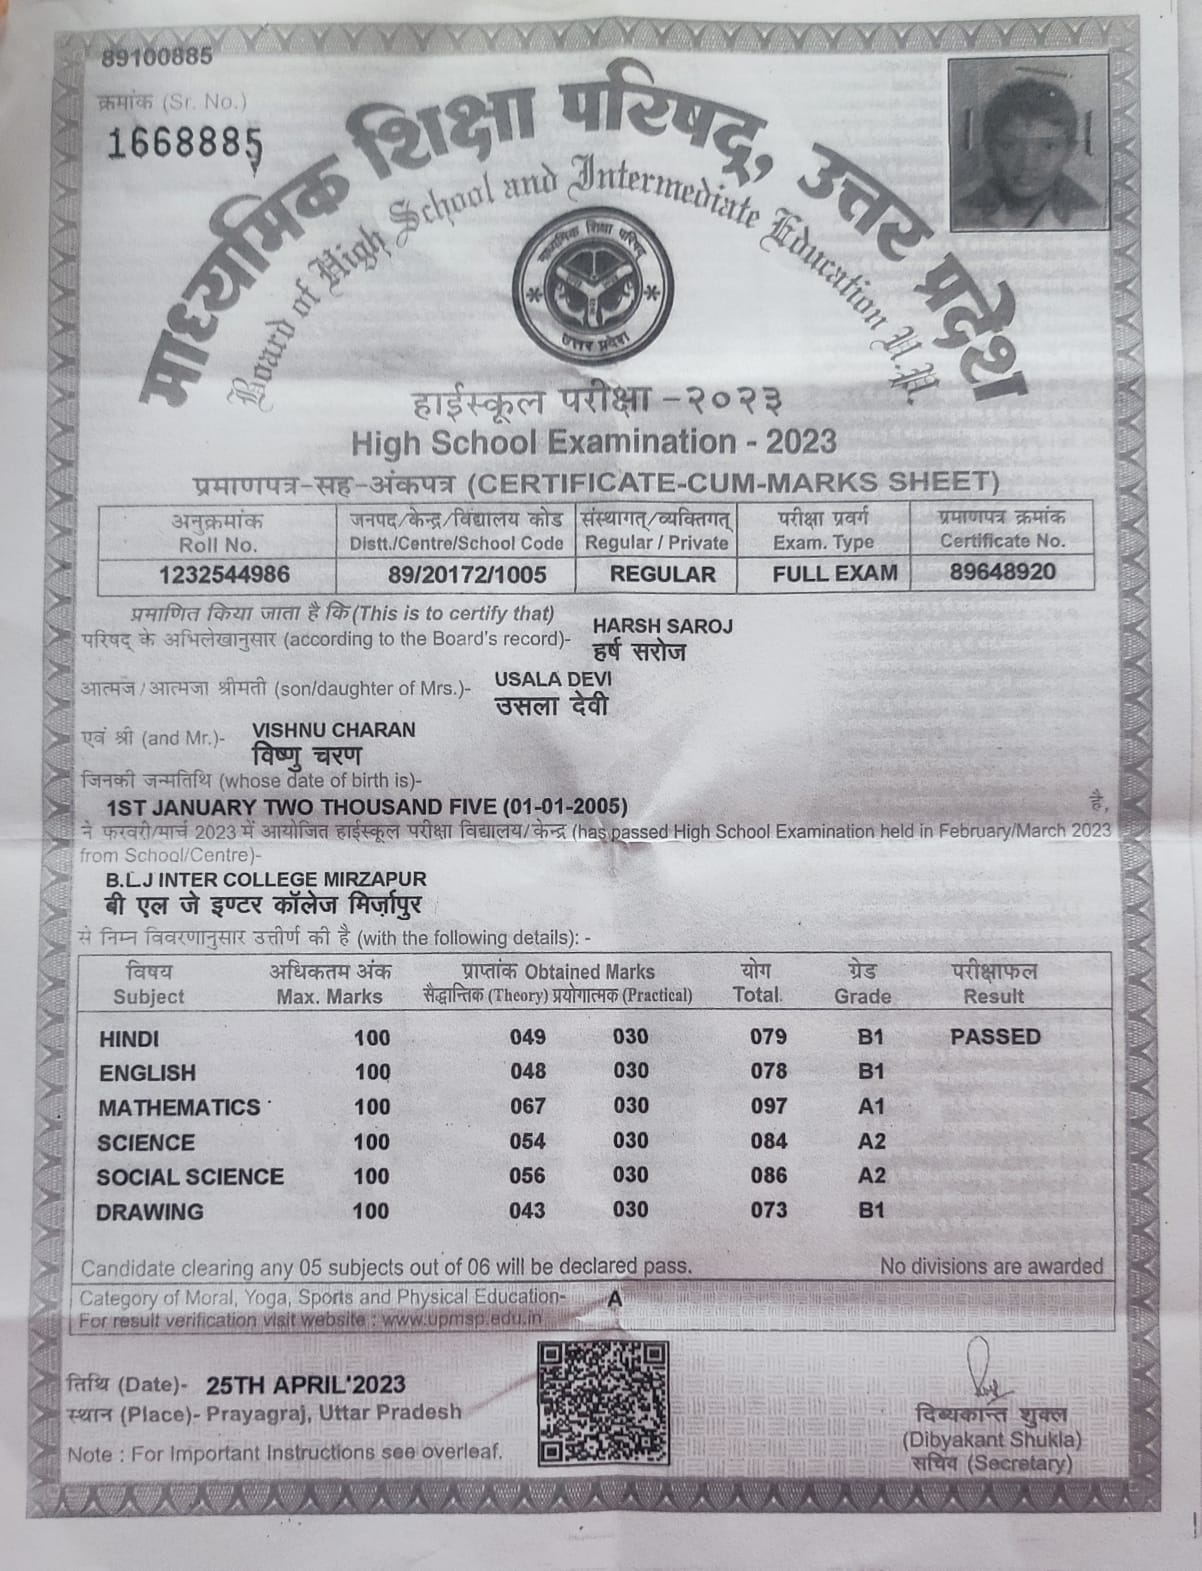 89100885
क्रमांक (Sr. No.)
1668885
माध्यमिक शिक्षा परिषद्, उत्तर प्रदेश
Board of High School and Intermediate Education U.P.
माध्यमिक शिक्षा परिषद्
उत्तर प्रदेश
हाईस्कूल परीक्षा -२०२३
High School Examination - 2023
प्रमाणपत्र-सह-अंकपत्र (CERTIFICATE-CUM-MARKS SHEET)
अनुक्रमांक जनपद/केन्द्र/विद्यालय कोड संस्थागत/व्यक्तिगत् परीक्षा प्रवर्ग प्रमाणपत्र क्रमांक
Roll No. Distt./Centre/School Code Regular / Private Exam. Type Certificate No.
1232544986 89/20172/1005 REGULAR FULL EXAM 89648920
प्रमाणित किया जाता है कि (This is to certify that)
परिषद् के अभिलेखानुसार (according to the Board's record)- HARSH SAROJ
हर्ष सरोज
आत्मज/आत्मजा श्रीमती (son/daughter of Mrs.)- USALA DEVI
उसला देवी
एवं श्री (and Mr.)- VISHNU CHARAN
विष्णु चरण
जिनकी जन्मतिथि (whose date of birth is)-
1ST JANUARY TWO THOUSAND FIVE (01-01-2005) है,
ने फरवरी/मार्च 2023 में आयोजित हाईस्कूल परीक्षा विद्यालय/केन्द्र (has passed High School Examination held in February/March 2023
from School/Centre)-
B.L.J INTER COLLEGE MIRZAPUR
बी एल जे इण्टर कॉलेज मिर्ज़ापुर
से निम्न विवरणानुसार उत्तीर्ण की है (with the following details): -
विषय अधिकतम अंक प्राप्तांक Obtained Marks योग ग्रेड परीक्षाफल
Subject Max. Marks सैद्धान्तिक (Theory) प्रयोगात्मक (Practical) Total. Grade Result
HINDI 100 049 030 079 B1 PASSED
ENGLISH 100 048 030 078 B1
MATHEMATICS 100 067 030 097 A1
SCIENCE 100 054 030 084 A2
SOCIAL SCIENCE 100 056 030 086 A2
DRAWING 100 043 030 073 B1
Candidate clearing any 05 subjects out of 06 will be declared pass. No divisions are awarded
Category of Moral, Yoga, Sports and Physical Education- A
For result verification visit website : www.upmsp.edu.in
तिथि (Date)- 25TH APRIL'2023
स्थान (Place)- Prayagraj, Uttar Pradesh
Note : For Important Instructions see overleaf.
दिब्यकान्त शुक्ल
(Dibyakant Shukla)
सचिव (Secretary)